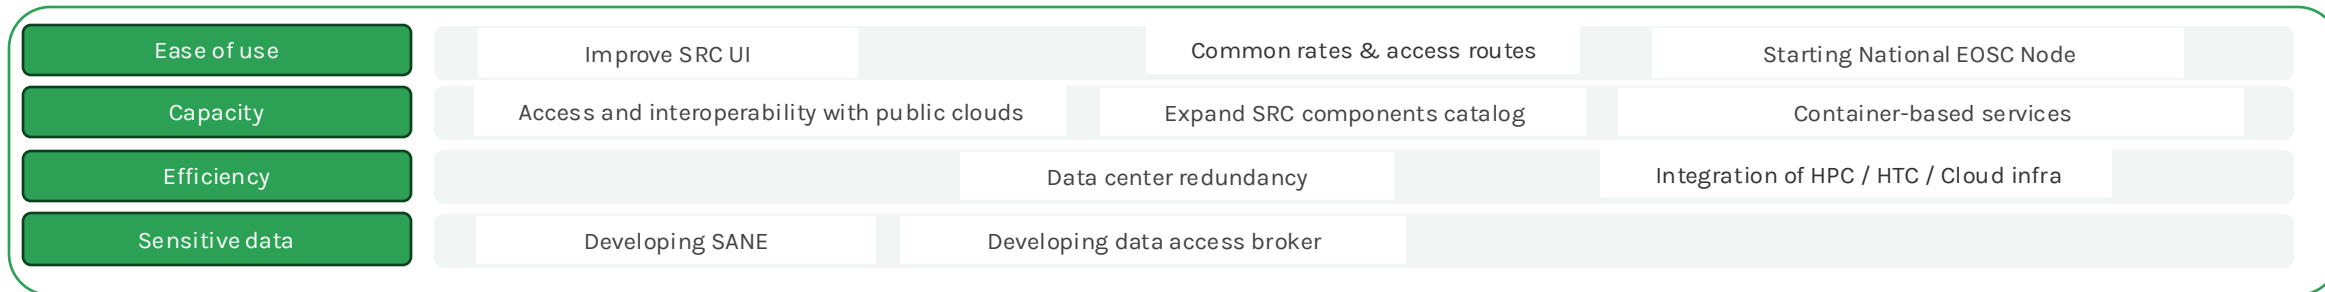 Ease of use
Improve SRC UI
Common rates & access routes
Starting National EOSC Node
Capacity
Access and interoperability with public clouds
Expand SRC components catalog
Container-based services
Efficiency
Data center redundancy
Integration of HPC / HTC / Cloud infra
Sensitive data
Developing SANE
Developing data access broker